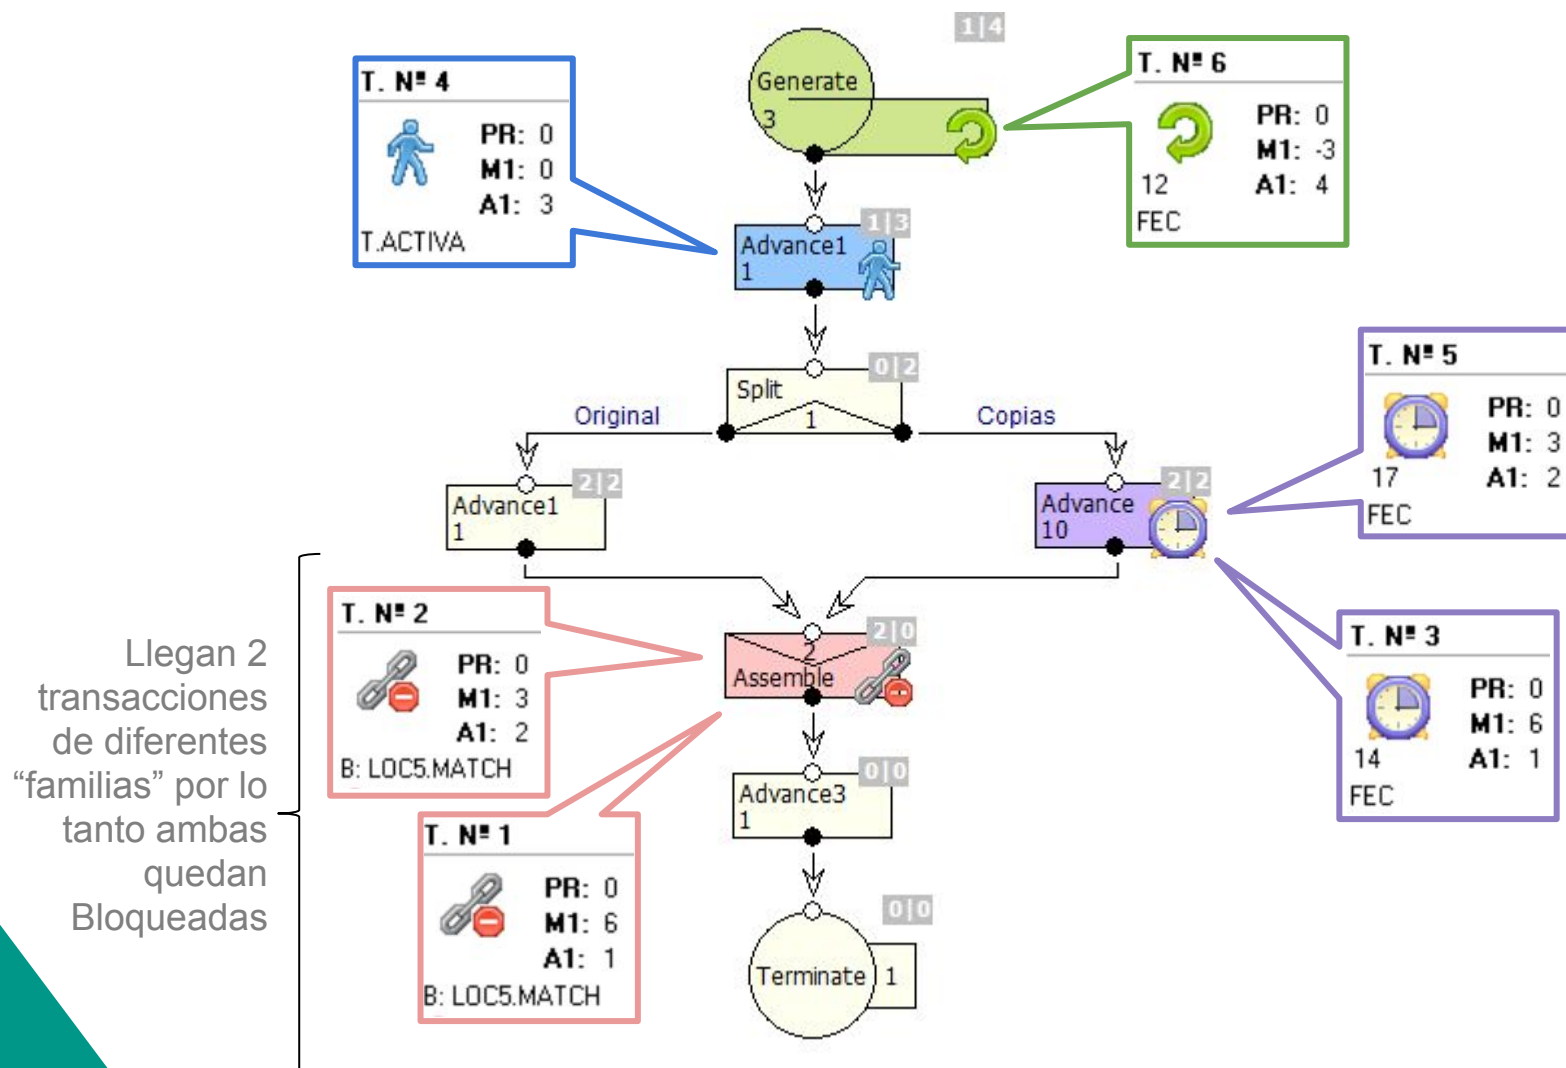 1|4
Generate
3
T. Nº 4
PR: 0
M1: 0
A1: 3
T.ACTIVA
T. Nº 6
PR: 0
M1: -3
12
A1: 4
FEC
1|3
Advance1
1
0|2
Split
1
Original
Copias
T. Nº 5
PR: 0
M1: 3
17
A1: 2
FEC
2|2
Advance1
1
2|2
Advance
10
Llegan 2
transacciones
de diferentes
“familias” por lo
tanto ambas
quedan
Bloqueadas
T. Nº 2
PR: 0
M1: 3
A1: 2
B: LOC5.MATCH
2|0
2
Assemble
T. Nº 3
PR: 0
M1: 6
14
A1: 1
FEC
T. Nº 1
PR: 0
M1: 6
A1: 1
B: LOC5.MATCH
0|0
Advance3
1
0|0
Terminate
1